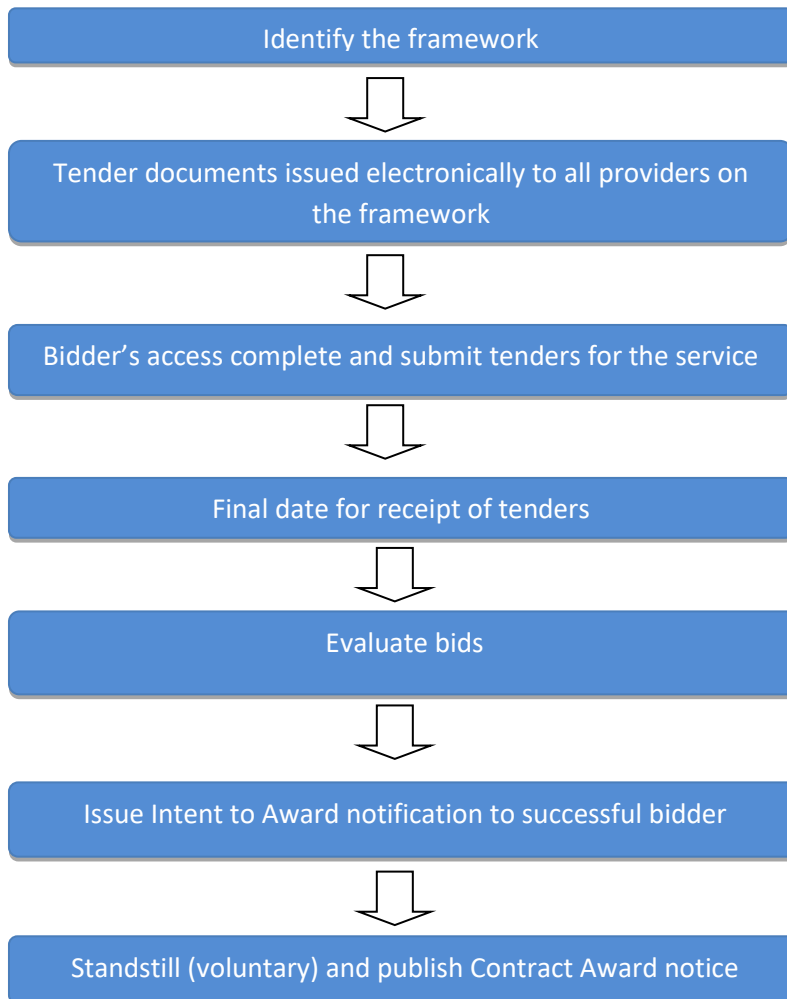 Identify the framework
Tender documents issued electronically to all providers on
the framework
Bidder’s access complete and submit tenders for the service
Final date for receipt of tenders
Evaluate bids
Issue Intent to Award notification to successful bidder
Standstill (voluntary) and publish Contract Award notice